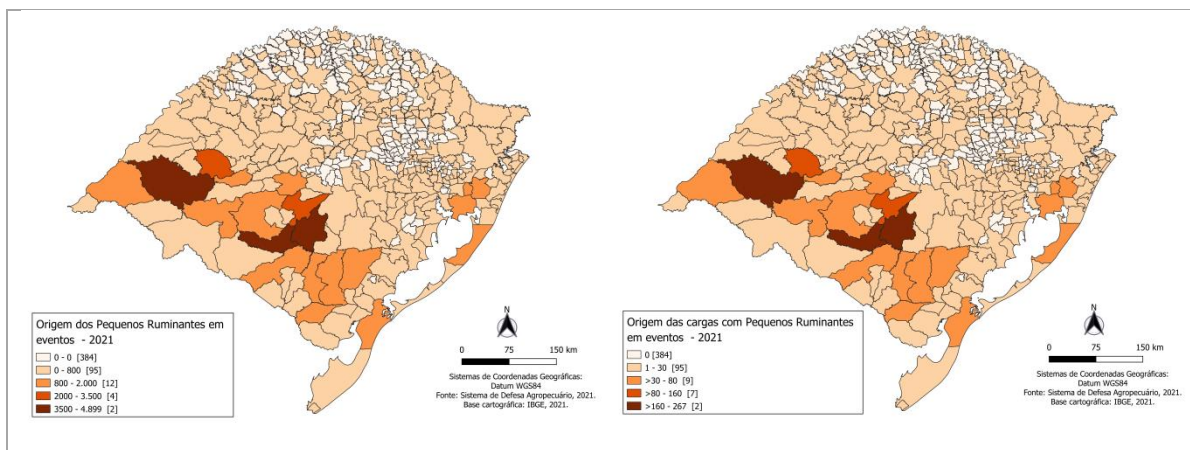 Origem dos Pequenos Ruminantes em
eventos - 2021
0 - 0 [384]
0 - 800 [95]
800 - 2.000 [12]
2000 - 3.500 [4]
3500 - 4.899 [2]
N
0 75 150 km
Sistemas de Coordenadas Geográficas:
Datum WGS84
Fonte: Sistema de Defesa Agropecuário, 2021.
Base cartográfica: IBGE, 2021.
Origem das cargas com Pequenos Ruminantes
em eventos - 2021
0 [384]
1 - 30 [95]
>30 - 80 [9]
>80 - 160 [7]
>160 - 267 [2]
N
0 75 150 km
Sistemas de Coordenadas Geográficas:
Datum WGS84
Fonte: Sistema de Defesa Agropecuário, 2021.
Base cartográfica: IBGE, 2021.